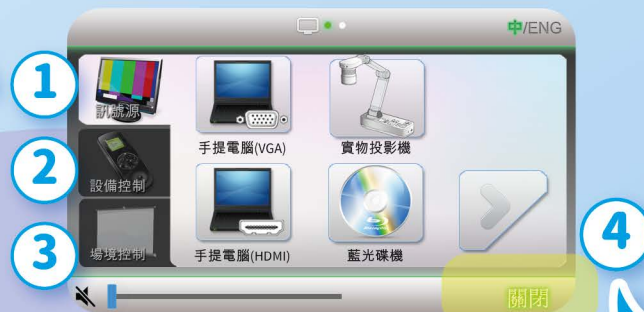 中/ENG
1
訊號源
手提電腦(VGA)
實物投影機
2
設備控制
3
場境控制
手提電腦(HDMI)
藍光碟機
4
關閉